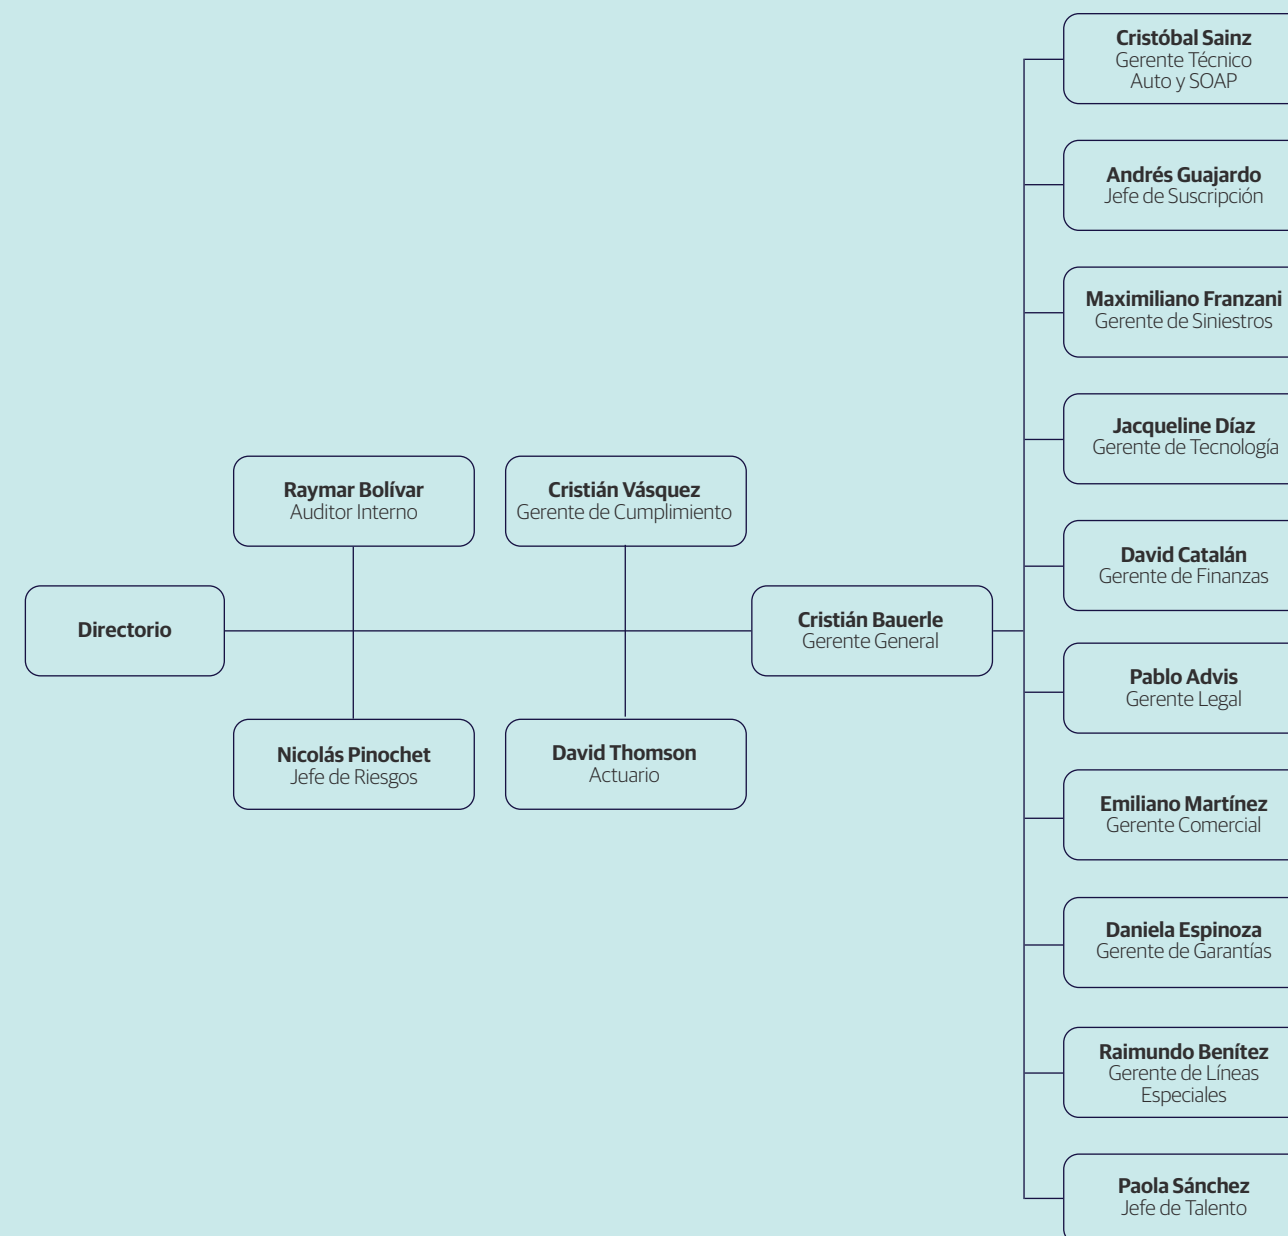 Directorio
Raymar Bolívar
Auditor Interno
Cristián Vásquez
Gerente de Cumplimiento
Nicolás Pinochet
Jefe de Riesgos
David Thomson
Actuario
Cristián Bauerle
Gerente General
Cristóbal Sainz
Gerente Técnico
Auto y SOAP
Andrés Guajardo
Jefe de Suscripción
Maximiliano Franzani
Gerente de Siniestros
Jacqueline Díaz
Gerente de Tecnología
David Catalán
Gerente de Finanzas
Pablo Advis
Gerente Legal
Emiliano Martínez
Gerente Comercial
Daniela Espinoza
Gerente de Garantías
Raimundo Benítez
Gerente de Líneas
Especiales
Paola Sánchez
Jefe de Talento